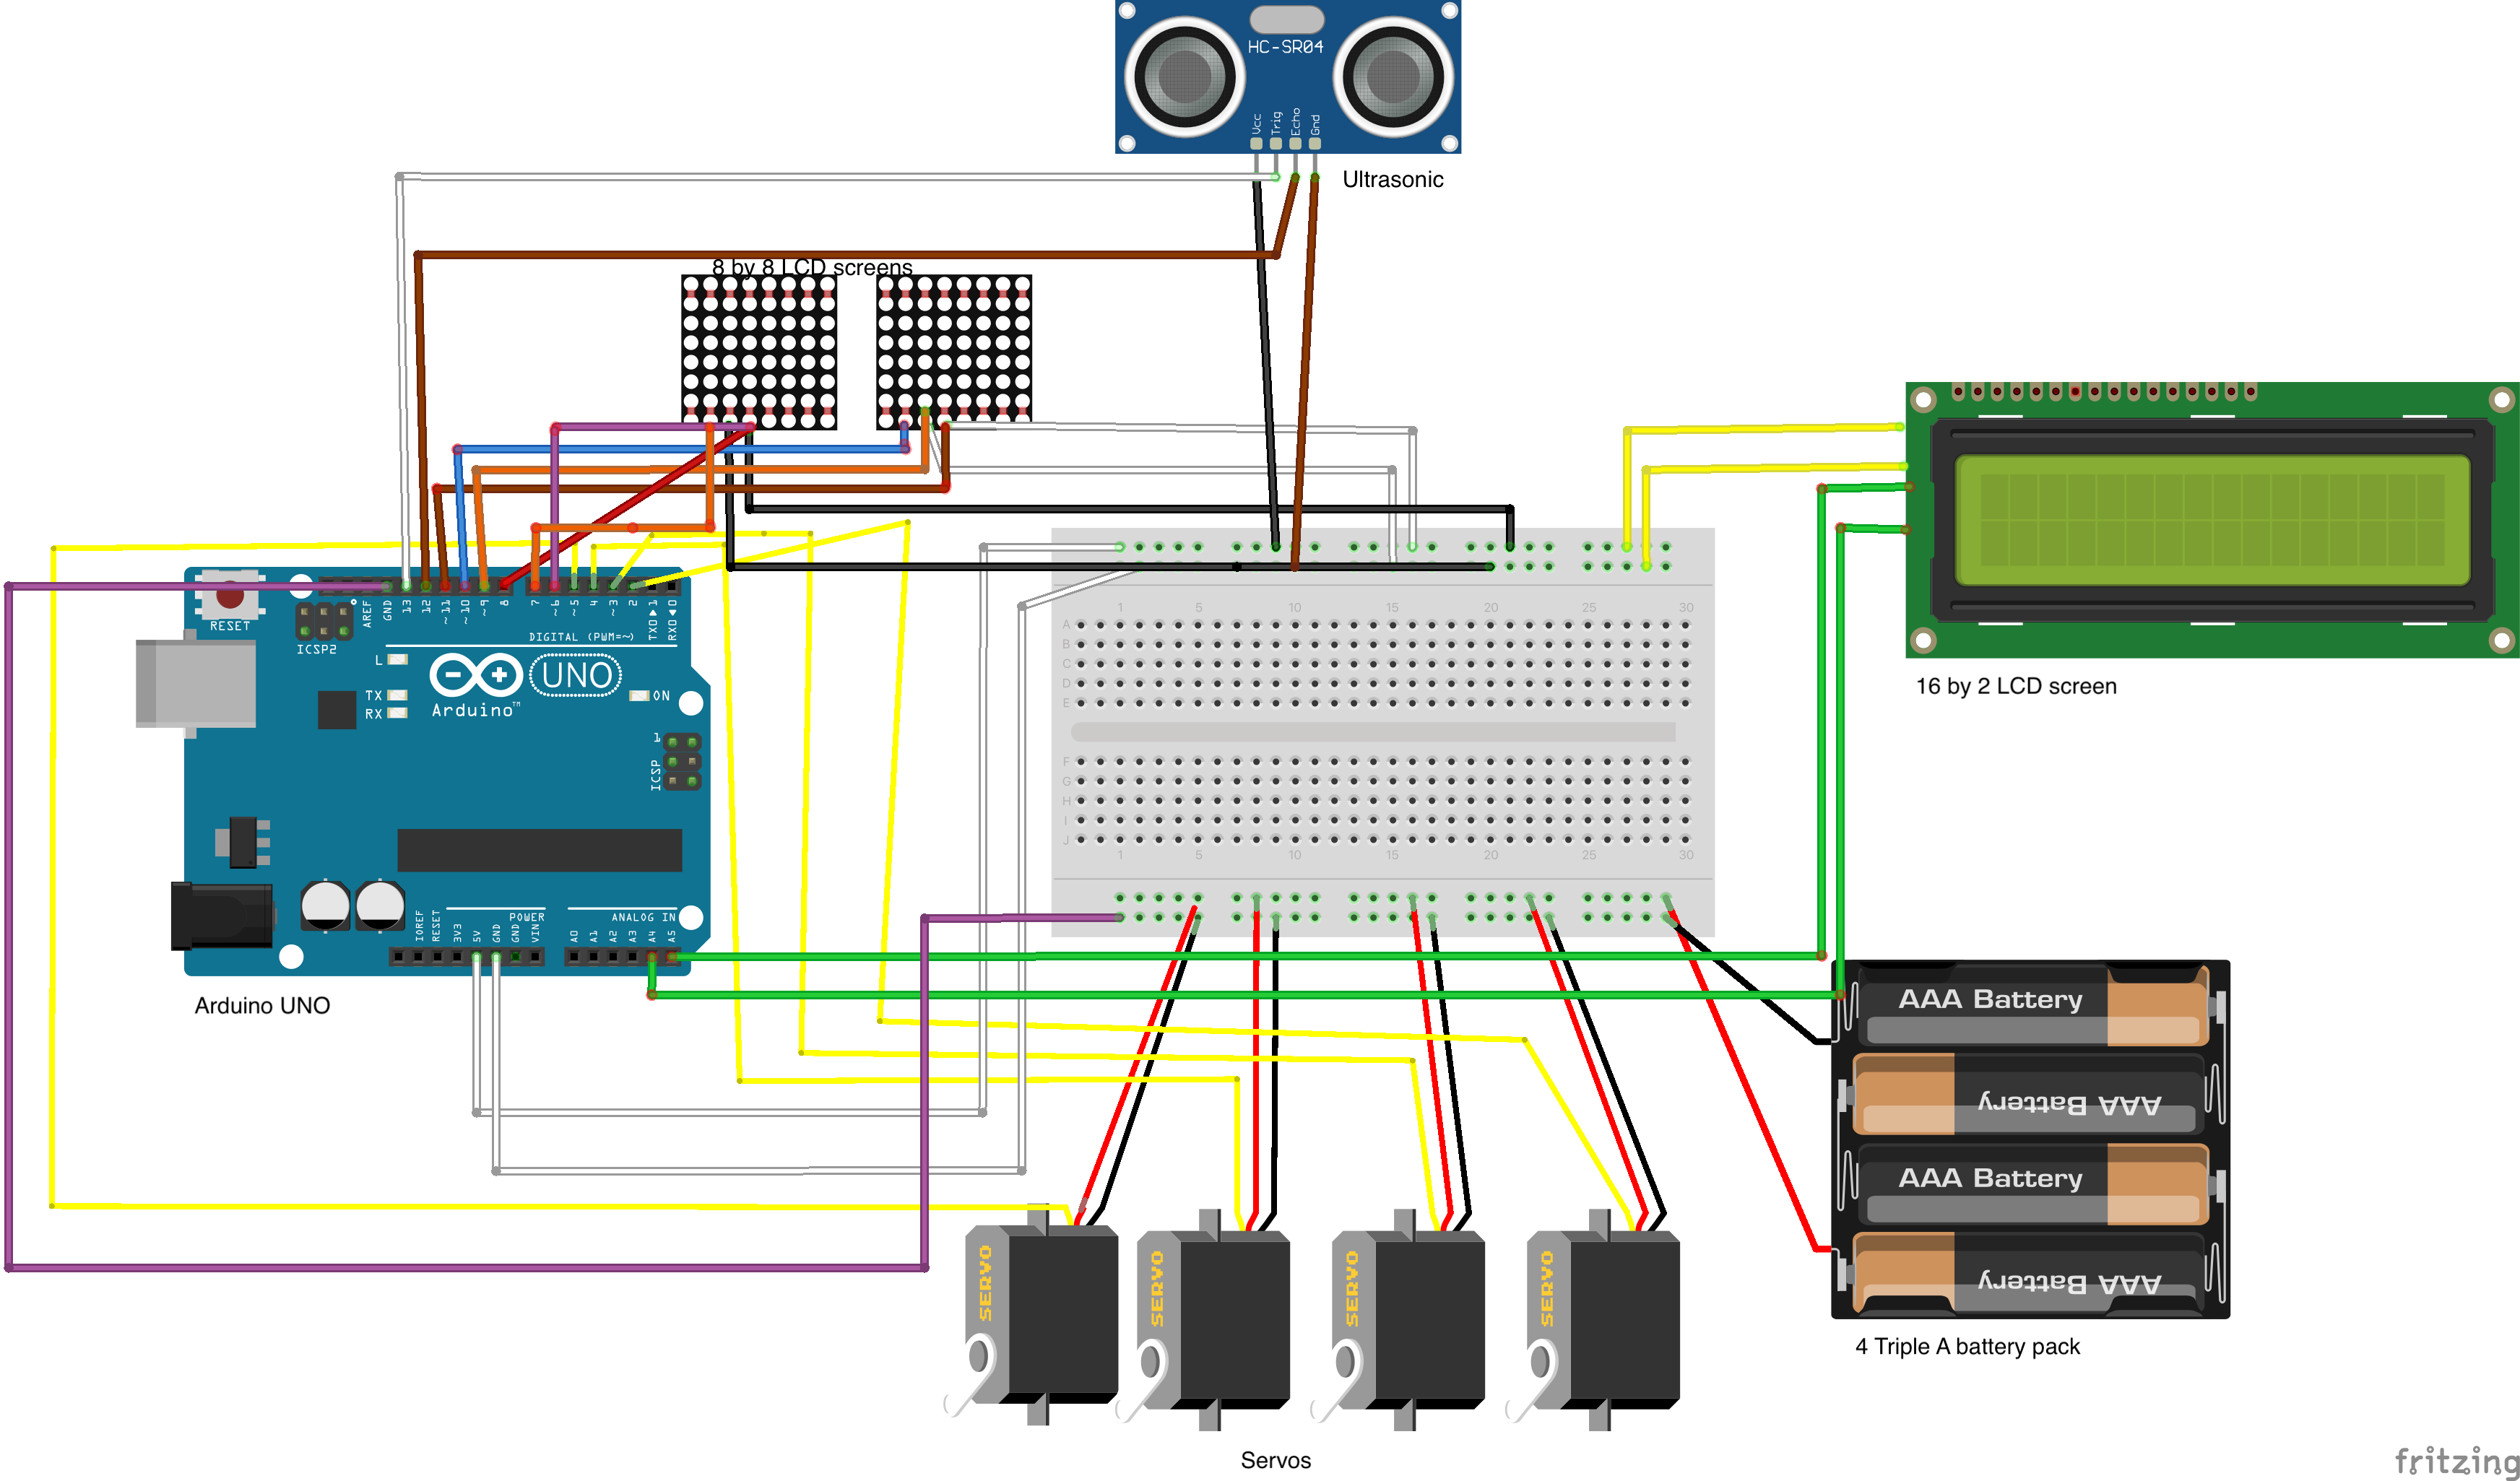 HC-SR04
Vcc
Trig
Echo
Gnd
Ultrasonic
8 by 8 LCD screens
RESET
ICSP2
AREF
GND
13
12
~11
~10
~9
8
7
~6
~5
4
~3
2
TX0▶1
RX0◀0
DIGITAL (PWM=~)
L
TX
RX
UNO
ON
Arduino™
1
ICSP
IOREF
RESET
3V3
5V
GND
GND
VIN
POWER
A0
A1
A2
A3
A4
A5
ANALOG IN
Arduino UNO
1 5 10 15 20 25 30
A
B
C
D
E
F
G
H
I
J
1 5 10 15 20 25 30
16 by 2 LCD screen
AAA Battery
AAA Battery
AAA Battery
AAA Battery
4 Triple A battery pack
SERVO
SERVO
SERVO
SERVO
Servos
fritzing